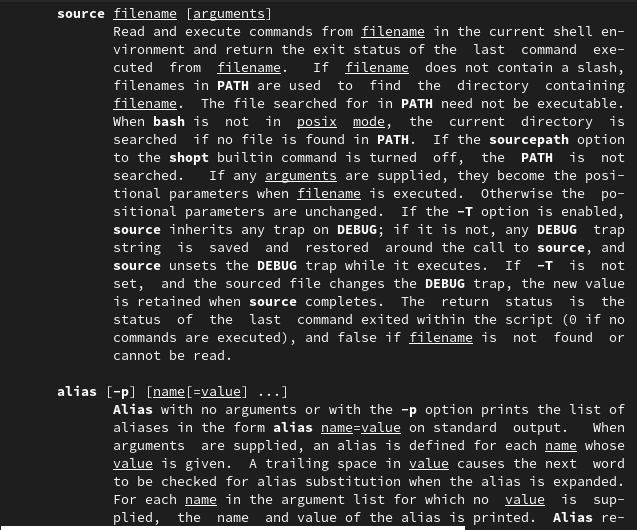 source filename [arguments]
Read and execute commands from filename in the current shell en-
vironment and return the exit status of the last command exe-
cuted from filename. If filename does not contain a slash,
filenames in PATH are used to find the directory containing
filename. The file searched for in PATH need not be executable.
When bash is not in posix mode, the current directory is
searched if no file is found in PATH. If the sourcepath option
to the shopt builtin command is turned off, the PATH is not
searched. If any arguments are supplied, they become the posi-
tional parameters when filename is executed. Otherwise the po-
sitional parameters are unchanged. If the -T option is enabled,
source inherits any trap on DEBUG; if it is not, any DEBUG trap
string is saved and restored around the call to source, and
source unsets the DEBUG trap while it executes. If -T is not
set, and the sourced file changes the DEBUG trap, the new value
is retained when source completes. The return status is the
status of the last command exited within the script (0 if no
commands are executed), and false if filename is not found or
cannot be read.
alias [-p] [name[=value] ...]
Alias with no arguments or with the -p option prints the list of
aliases in the form alias name=value on standard output. When
arguments are supplied, an alias is defined for each name whose
value is given. A trailing space in value causes the next word
to be checked for alias substitution when the alias is expanded.
For each name in the argument list for which no value is sup-
plied, the name and value of the alias is printed. Alias re-